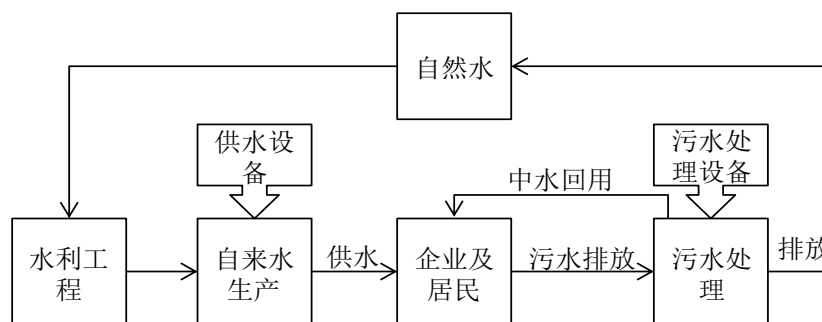 自然水
供水设
备
污水处
理设备
中水回用
水利工
程
自来水
生产
供水
企业及
居民
污水排放
污水处
理
排放